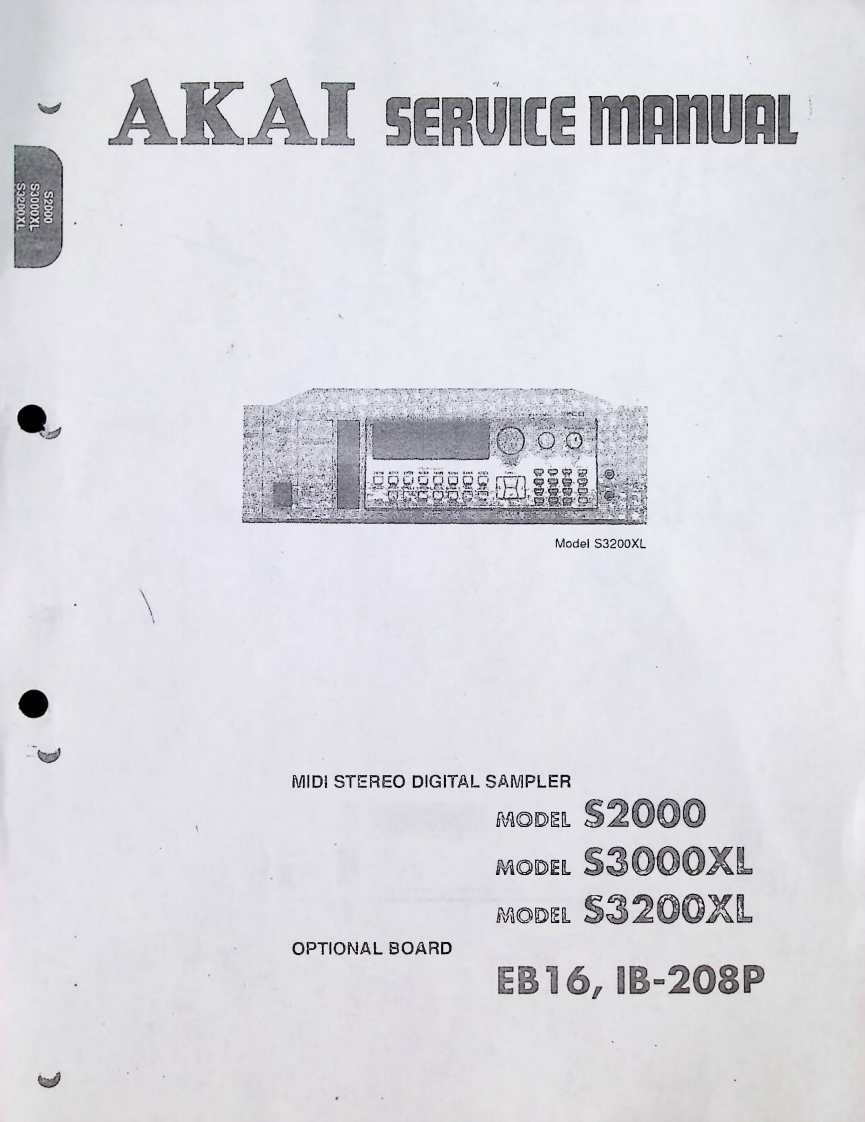 AKAI SERVICE MANUAL
S2000
S3000XL
S3200XL
Model S3200XL
MIDI STEREO DIGITAL SAMPLER
MODEL S2000
MODEL S3000XL
MODEL S3200XL
OPTIONAL BOARD
EB16, IB-208P